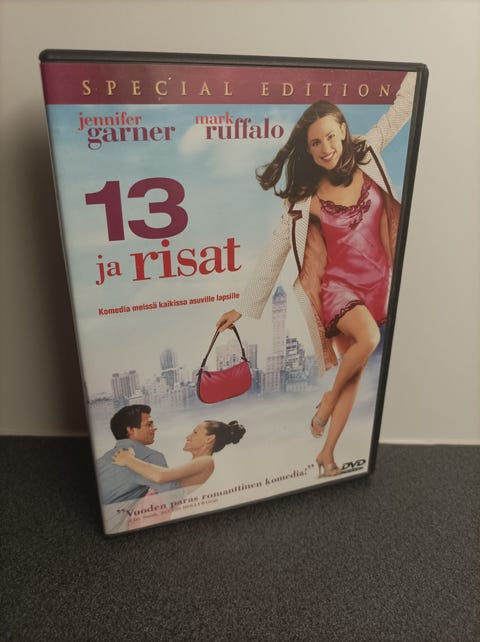 SPECIAL EDITION
jennifer garner
mark ruffalo
13
ja risat
Komedia meissä kaikissa asuville lapsille
DVD
"Vuoden paras romanttinen komedia!"
HOLLYWOOD